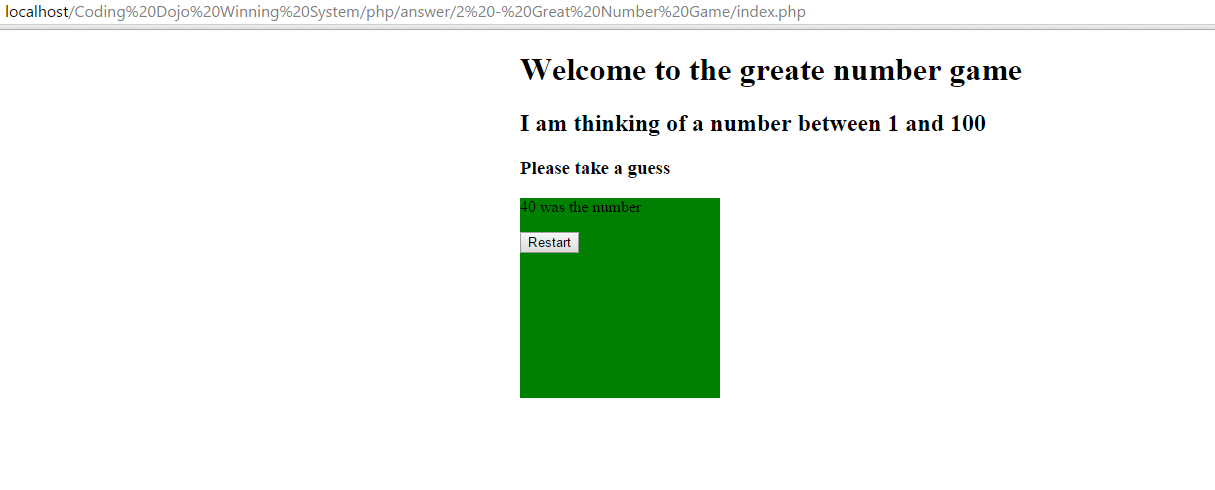 localhost/Coding%20Dojo%20Winning%20System/php/answer/2%20-%20Great%20Number%20Game/index.php
Welcome to the greate number game
I am thinking of a number between 1 and 100
Please take a guess
40 was the number
Restart